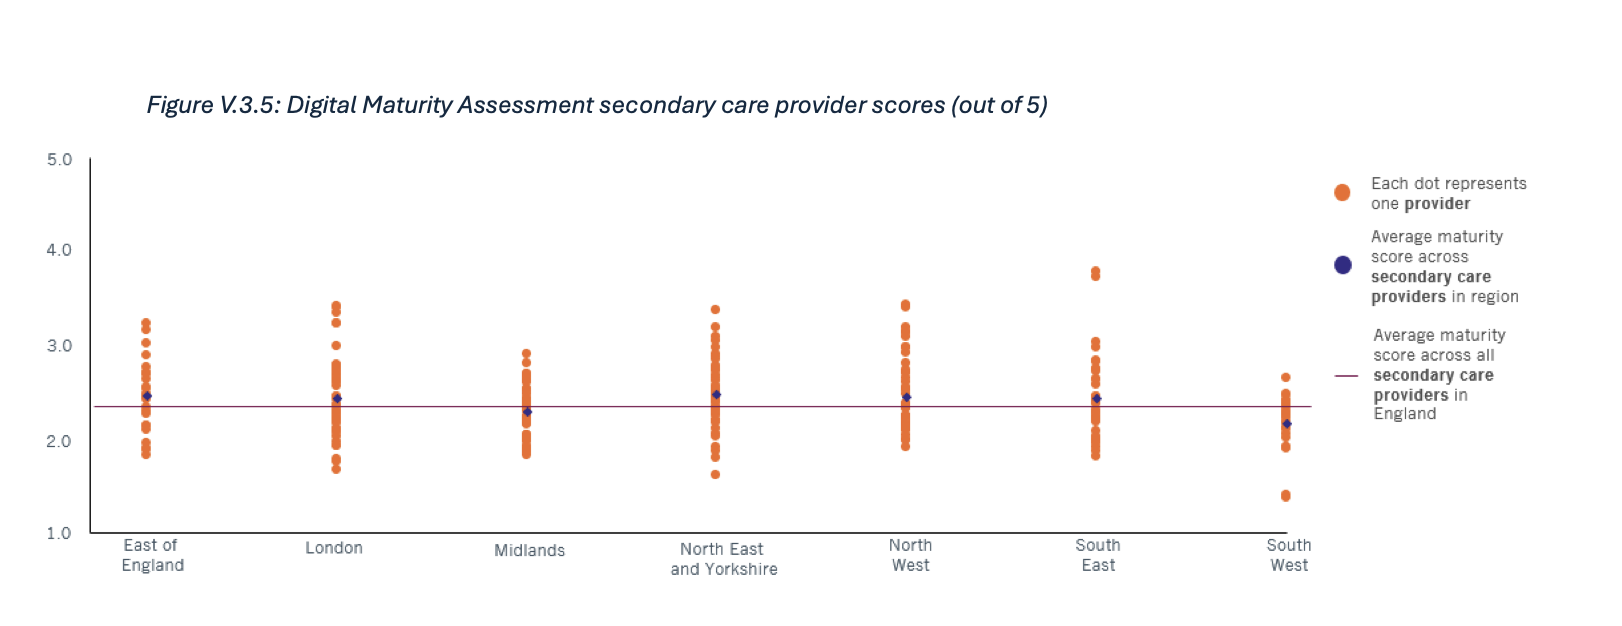 Figure V.3.5: Digital Maturity Assessment secondary care provider scores (out of 5)
5.0
4.0
3.0
2.0
1.0
East of
England
London
Midlands
North East
and Yorkshire
North
West
South
East
South
West
Each dot represents
one provider
Average maturity
score across
secondary care
providers in region
Average maturity
score across all
secondary care
providers in
England